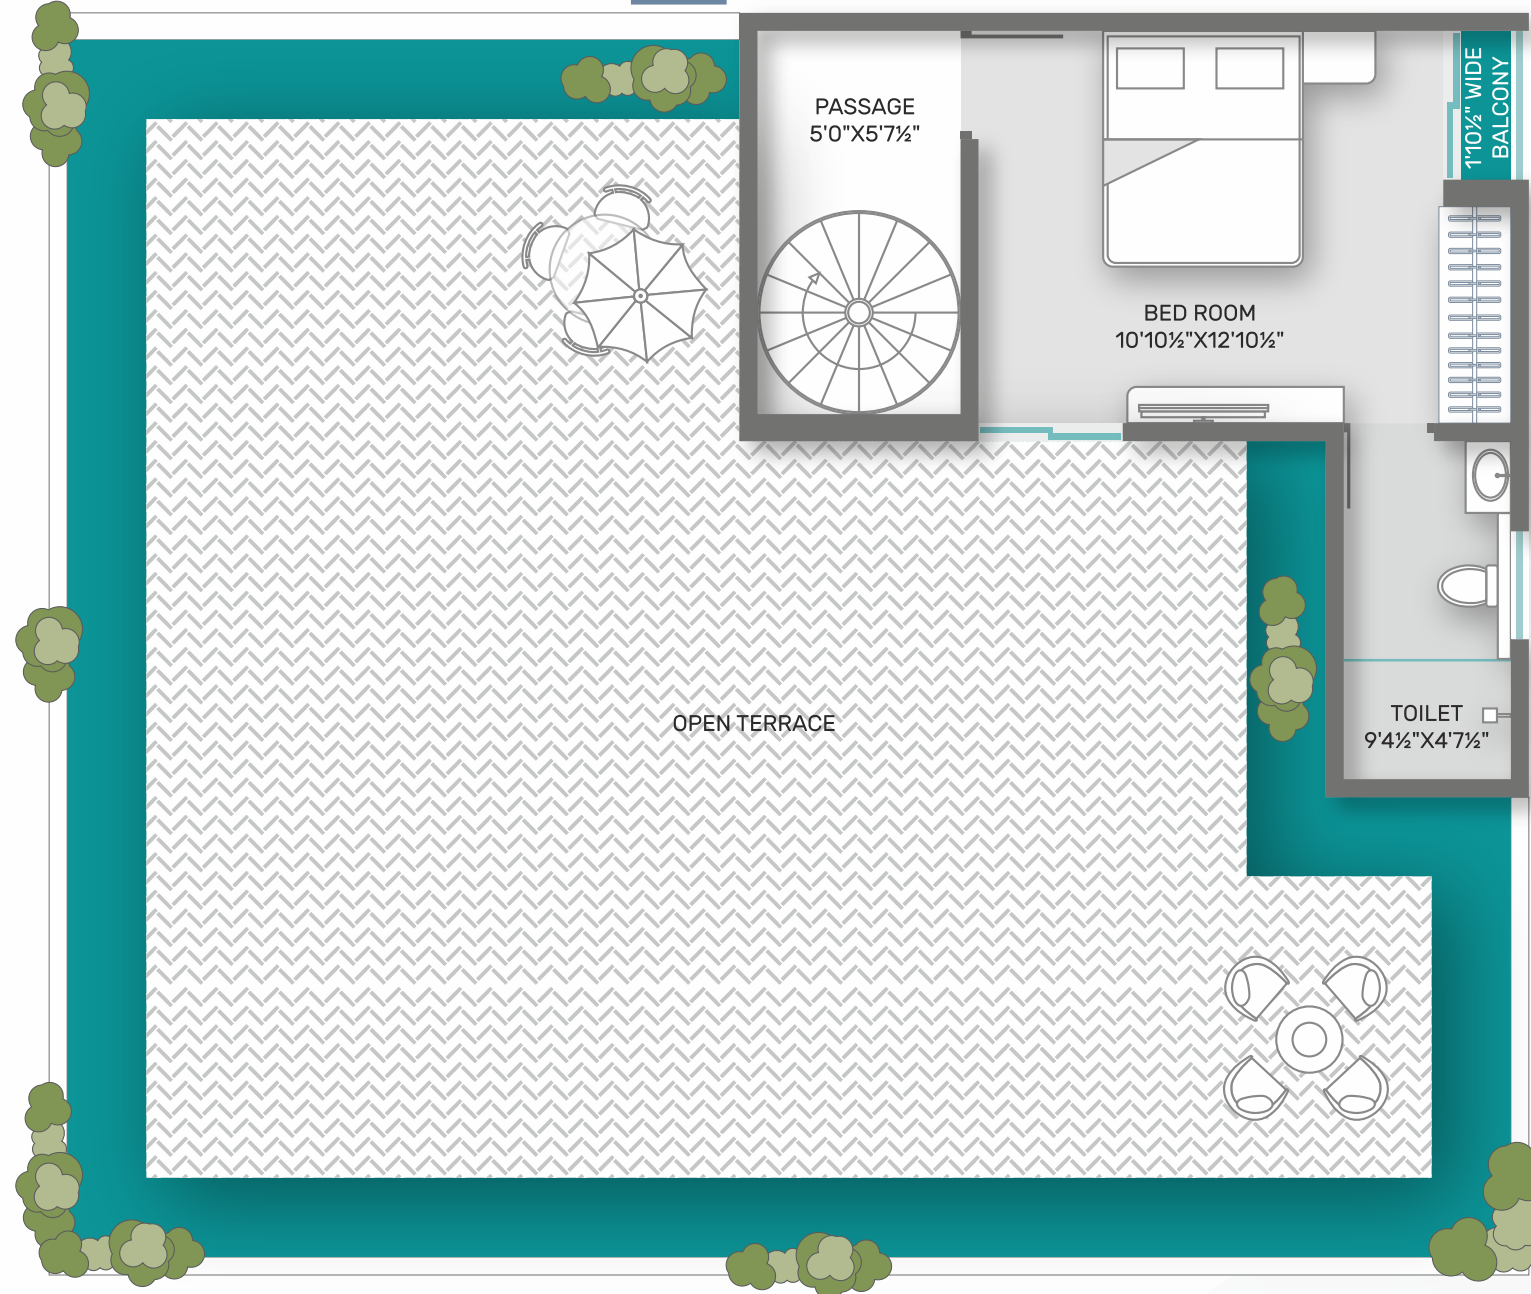 PASSAGE
5'0"X5'7½"
1'10½" WIDE
BALCONY
BED ROOM
10'10½"X12'10½"
OPEN TERRACE
TOILET
9'4½"X4'7½"